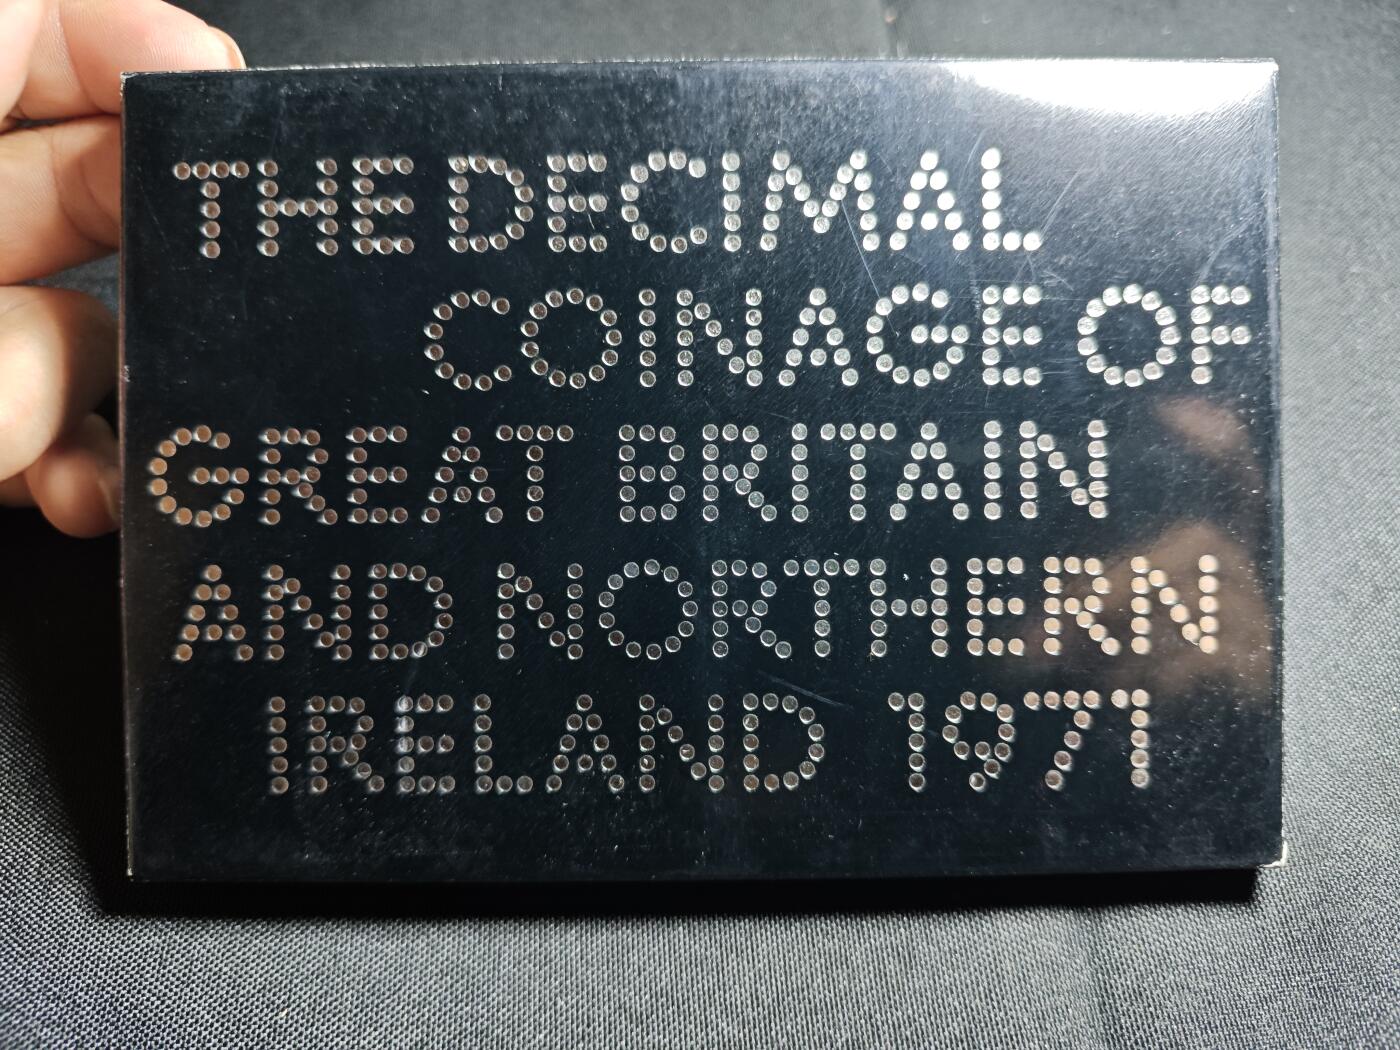 THE DECIMAL
COINAGE OF
GREAT BRITAIN
AND NORTHERN
IRELAND 1971